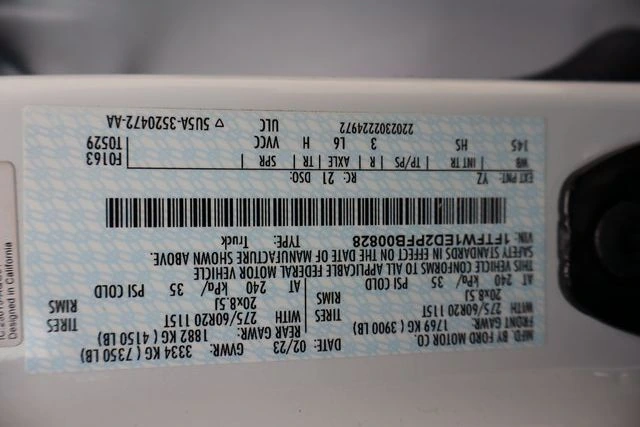 MFD. BY FORD MOTOR CO.
DATE: 02/23 GVWR: 3334 KG ( 7350 LB)
FRONT GAWR: 1769 KG ( 3900 LB) REAR GAWR: 1882 KG ( 4150 LB)
275/60R20 115T TIRES WITH 275/60R20 115T TIRES
20x8.5J RIMS 20x8.5J RIMS
AT 240 kPa/ 35 PSI COLD AT 240 kPa/ 35 PSI COLD
THIS VEHICLE CONFORMS TO ALL APPLICABLE FEDERAL MOTOR VEHICLE
SAFETY STANDARDS IN EFFECT ON THE DATE OF MANUFACTURE SHOWN ABOVE.
VIN: 1FTFW1ED2PFB00828 TYPE: Truck
EXT PNT: YZ RC: 21 DSO:
WB INT TR TP/PS R AXLE TR SPR F0163
145 HS 3 L6 H VVCC T0529
220230222497​2 ULC ▽ 5U5A-3520472-AA
Designed in California